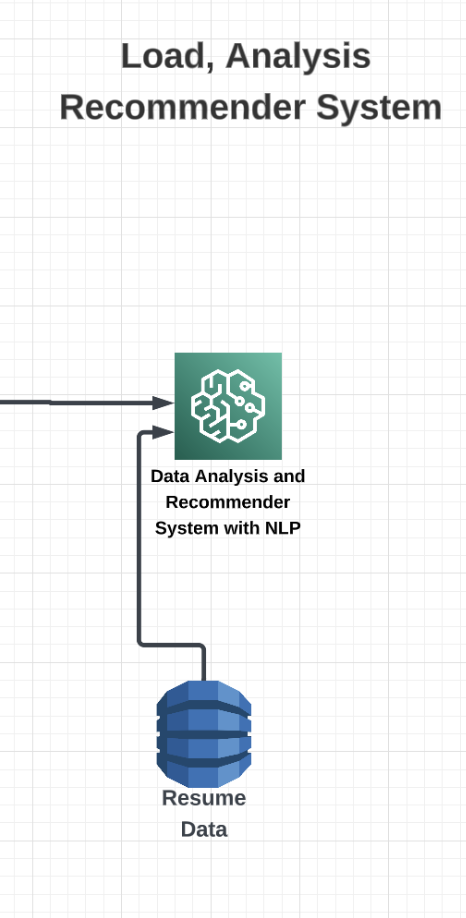 Load, Analysis
Recommender System
Data Analysis and
Recommender
System with NLP
Resume
Data